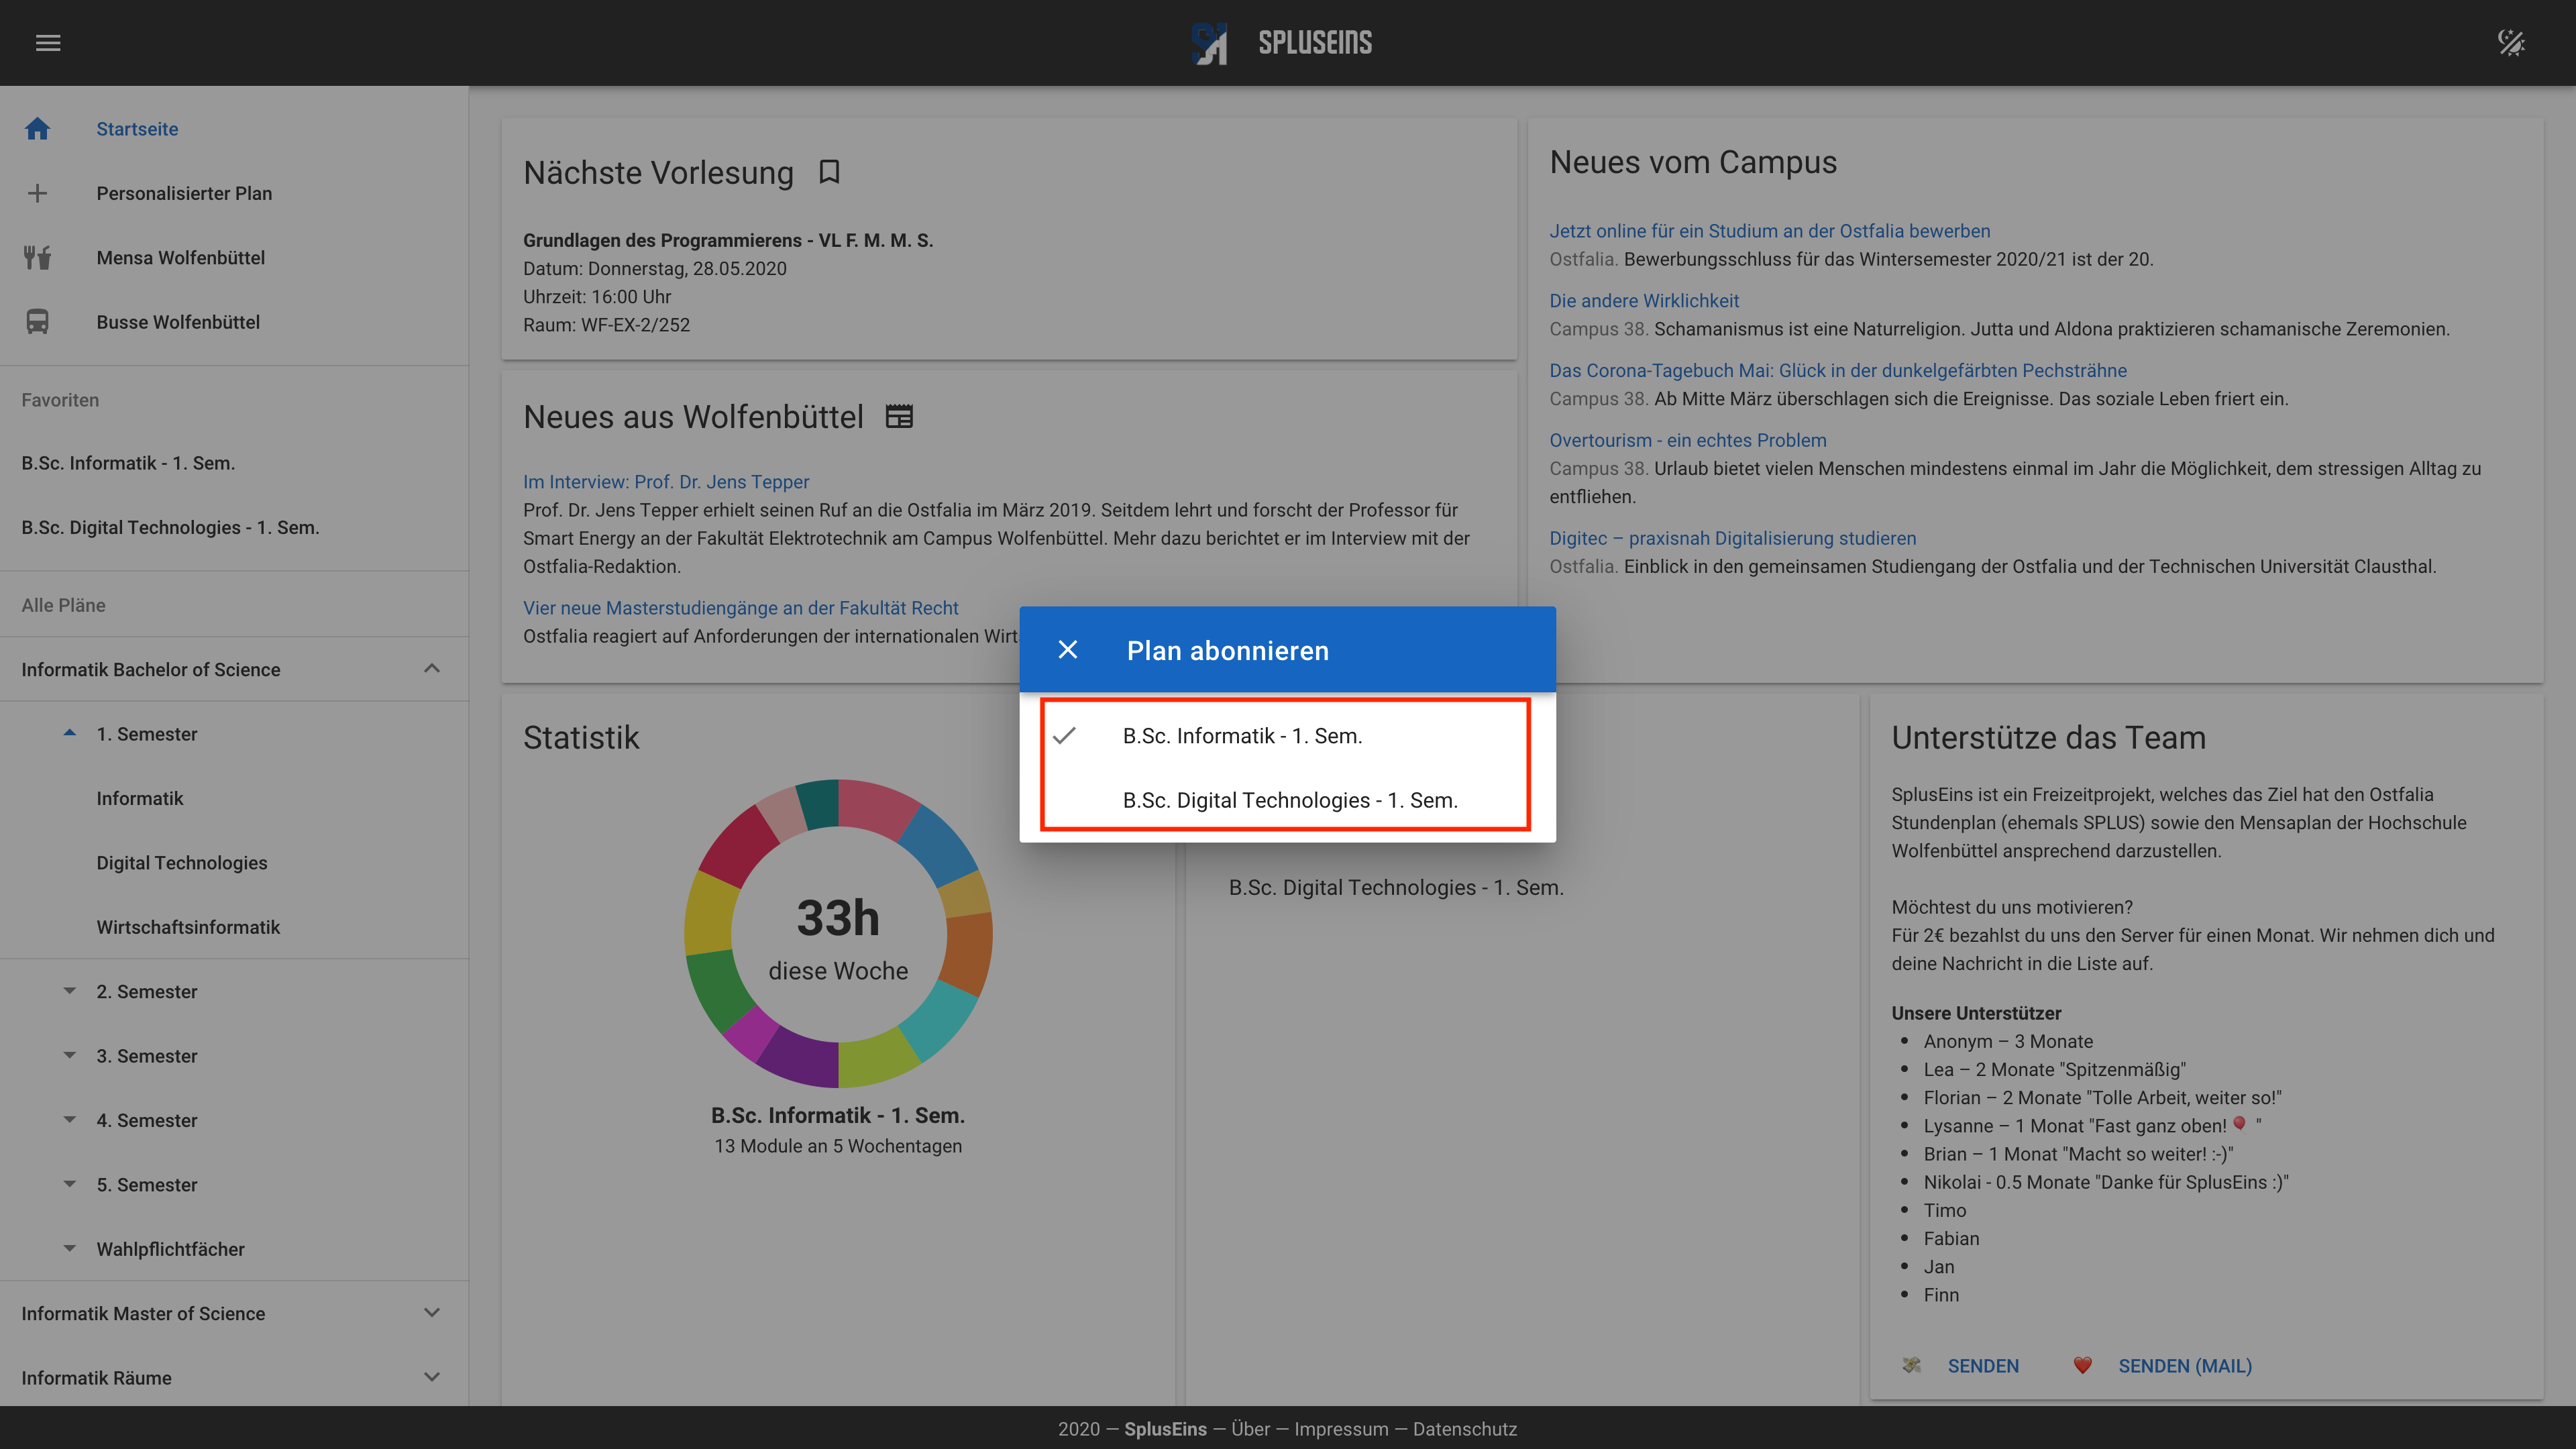 SPLUSEINS
Startseite
Personalisierter Plan
Mensa Wolfenbüttel
Busse Wolfenbüttel
Favoriten
B.Sc. Informatik - 1. Sem.
B.Sc. Digital Technologies - 1. Sem.
Alle Pläne
Informatik Bachelor of Science
1. Semester
Informatik
Digital Technologies
Wirtschaftsinformatik
2. Semester
3. Semester
4. Semester
5. Semester
Wahlpflichtfächer
Informatik Master of Science
Informatik Räume
Nächste Vorlesung
Grundlagen des Programmierens - VL F. M. M. S.
Datum: Donnerstag, 28.05.2020
Uhrzeit: 16:00 Uhr
Raum: WF-EX-2/252
Neues aus Wolfenbüttel
Im Interview: Prof. Dr. Jens Tepper
Prof. Dr. Jens Tepper erhielt seinen Ruf an die Ostfalia im März 2019. Seitdem lehrt und forscht der Professor für
Smart Energy an der Fakultät Elektrotechnik am Campus Wolfenbüttel. Mehr dazu berichtet er im Interview mit der
Ostfalia-Redaktion.
Vier neue Masterstudiengänge an der Fakultät Recht
Ostfalia reagiert auf Anforderungen der internationalen Wirt
Neues vom Campus
Jetzt online für ein Studium an der Ostfalia bewerben
Ostfalia. Bewerbungsschluss für das Wintersemester 2020/21 ist der 20.
Die andere Wirklichkeit
Campus 38. Schamanismus ist eine Naturreligion. Jutta und Aldona praktizieren schamanische Zeremonien.
Das Corona-Tagebuch Mai: Glück in der dunkelgefärbten Pechsträhne
Campus 38. Ab Mitte März überschlagen sich die Ereignisse. Das soziale Leben friert ein.
Overtourism - ein echtes Problem
Campus 38. Urlaub bietet vielen Menschen mindestens einmal im Jahr die Möglichkeit, dem stressigen Alltag zu
entfliehen.
Digitec – praxisnah Digitalisierung studieren
Ostfalia. Einblick in den gemeinsamen Studiengang der Ostfalia und der Technischen Universität Clausthal.
Plan abonnieren
B.Sc. Informatik - 1. Sem.
B.Sc. Digital Technologies - 1. Sem.
Statistik
33h
diese Woche
B.Sc. Informatik - 1. Sem.
13 Module an 5 Wochentagen
B.Sc. Digital Technologies - 1. Sem.
Unterstütze das Team
SplusEins ist ein Freizeitprojekt, welches das Ziel hat den Ostfalia
Stundenplan (ehemals SPLUS) sowie den Mensaplan der Hochschule
Wolfenbüttel ansprechend darzustellen.
Möchtest du uns motivieren?
Für 2€ bezahlst du uns den Server für einen Monat. Wir nehmen dich und
deine Nachricht in die Liste auf.
Unsere Unterstützer
• Anonym – 3 Monate
• Lea – 2 Monate "Spitzenmäßig"
• Florian – 2 Monate "Tolle Arbeit, weiter so!"
• Lysanne – 1 Monat "Fast ganz oben!🎈 "
• Brian – 1 Monat "Macht so weiter! :-)"
• Nikolai - 0.5 Monate "Danke für SplusEins :)"
• Timo
• Fabian
• Jan
• Finn
💸 SENDEN ❤️ SENDEN (MAIL)
2020 — SplusEins — Über — Impressum — Datenschutz